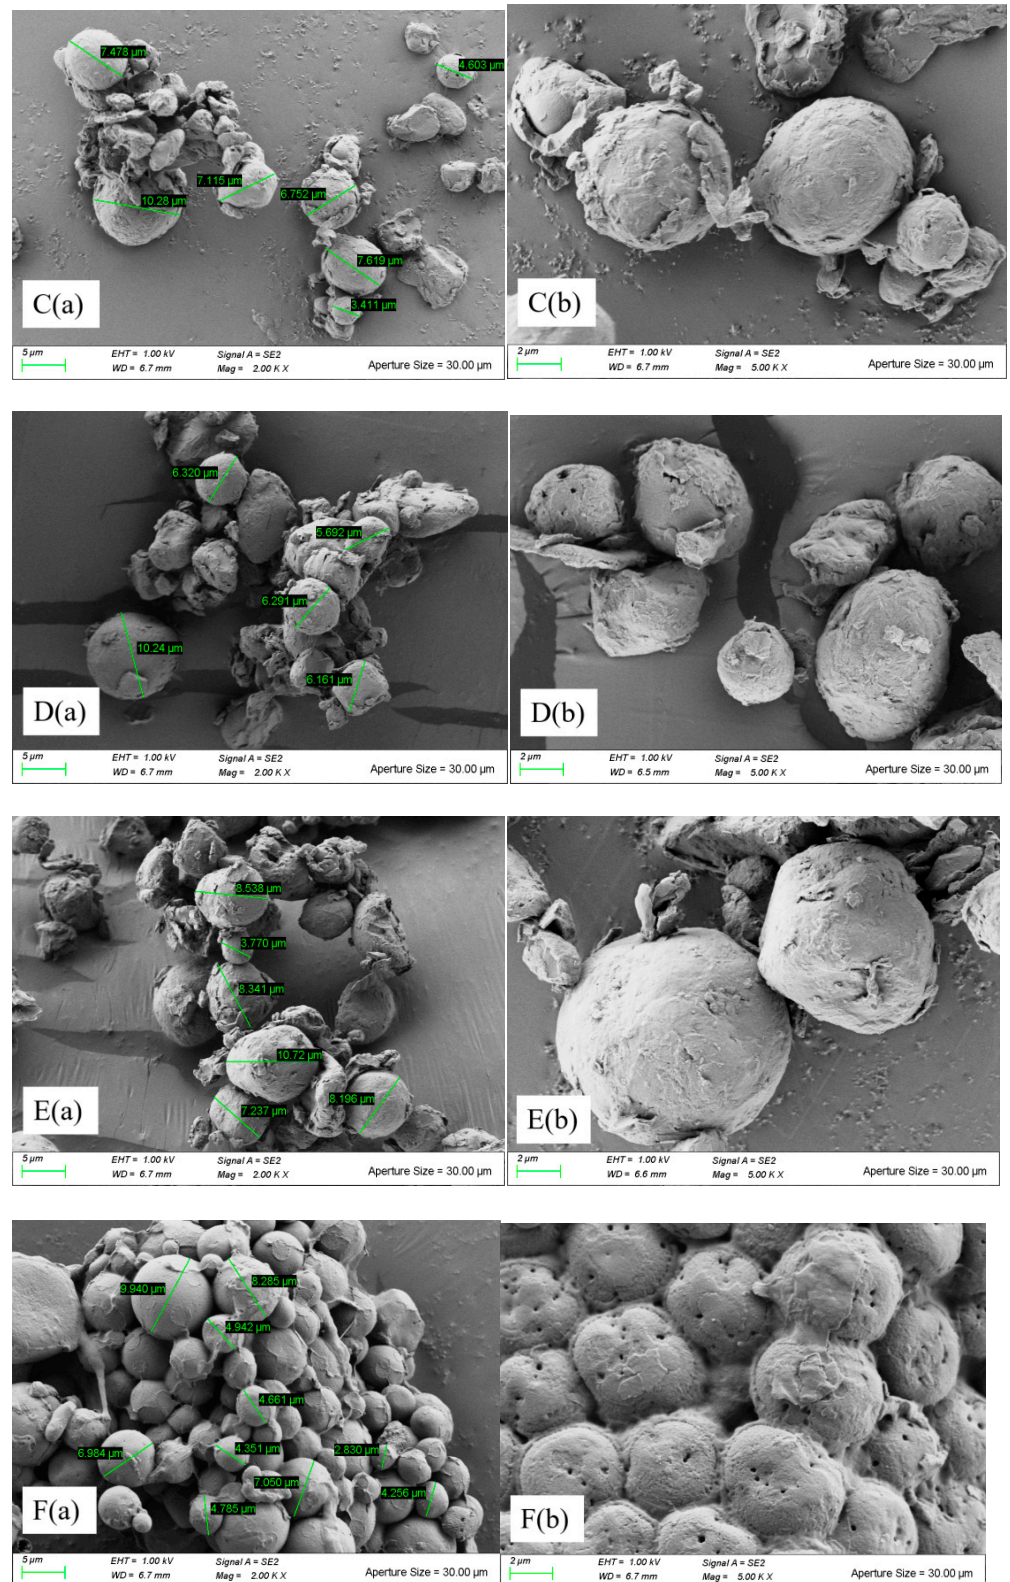 7.478 µm
4.603 µm
7.115 µm
6.752 µm
10.28 µm
7.619 µm
3.411 µm
C(a)
5 µm
EHT = 1.00 kV
Signal A = SE2
WD = 6.7 mm
Mag = 2.00 K X
Aperture Size = 30.00 µm
C(b)
2 µm
EHT = 1.00 kV
Signal A = SE2
WD = 6.7 mm
Mag = 5.00 K X
Aperture Size = 30.00 µm
6.320 µm
5.692 µm
6.291 µm
10.24 µm
6.161 µm
D(a)
5 µm
EHT = 1.00 kV
Signal A = SE2
WD = 6.7 mm
Mag = 2.00 K X
Aperture Size = 30.00 µm
D(b)
2 µm
EHT = 1.00 kV
Signal A = SE2
WD = 6.5 mm
Mag = 5.00 K X
Aperture Size = 30.00 µm
8.538 µm
3.770 µm
8.341 µm
10.72 µm
8.196 µm
7.237 µm
E(a)
5 µm
EHT = 1.00 kV
Signal A = SE2
WD = 6.7 mm
Mag = 2.00 K X
Aperture Size = 30.00 µm
E(b)
2 µm
EHT = 1.00 kV
Signal A = SE2
WD = 6.6 mm
Mag = 5.00 K X
Aperture Size = 30.00 µm
9.940 µm
8.285 µm
4.942 µm
4.661 µm
6.984 µm
4.351 µm
2.830 µm
7.050 µm
4.256 µm
4.785 µm
F(a)
5 µm
EHT = 1.00 kV
Signal A = SE2
WD = 6.7 mm
Mag = 2.00 K X
Aperture Size = 30.00 µm
F(b)
2 µm
EHT = 1.00 kV
Signal A = SE2
WD = 6.7 mm
Mag = 5.00 K X
Aperture Size = 30.00 µm